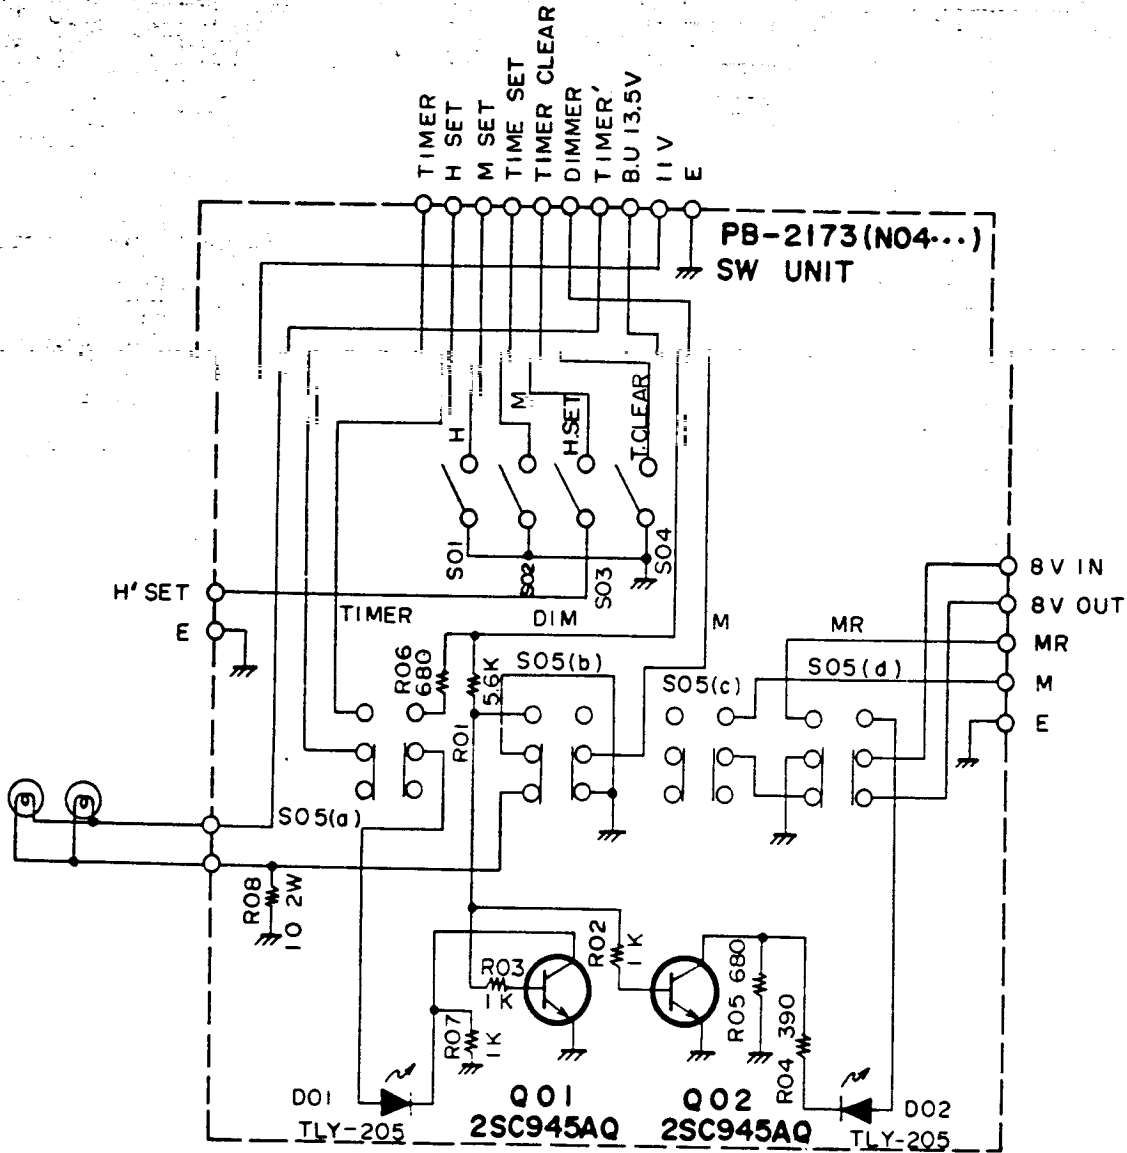 TIMER
H SET
M SET
TIME SET
TIMER CLEAR
DIMMER
TIMER'
B.U 13.5V
11V
E
PB-2173(N04···)
SW UNIT
H
M
H.SET
T.CLEAR
S01
S02
S03
S04
H' SET
E
TIMER
DIM
M
MR
8V IN
8V OUT
MR
M
E
R06
680
5.6K
R01
S05(b)
S05(c)
S05(d)
S05(a)
R08
10 2W
R03
1K
R07
1K
R02
1K
R05 680
R04 390
D01
TLY-205
Q01
2SC945AQ
Q02
2SC945AQ
D02
TLY-205